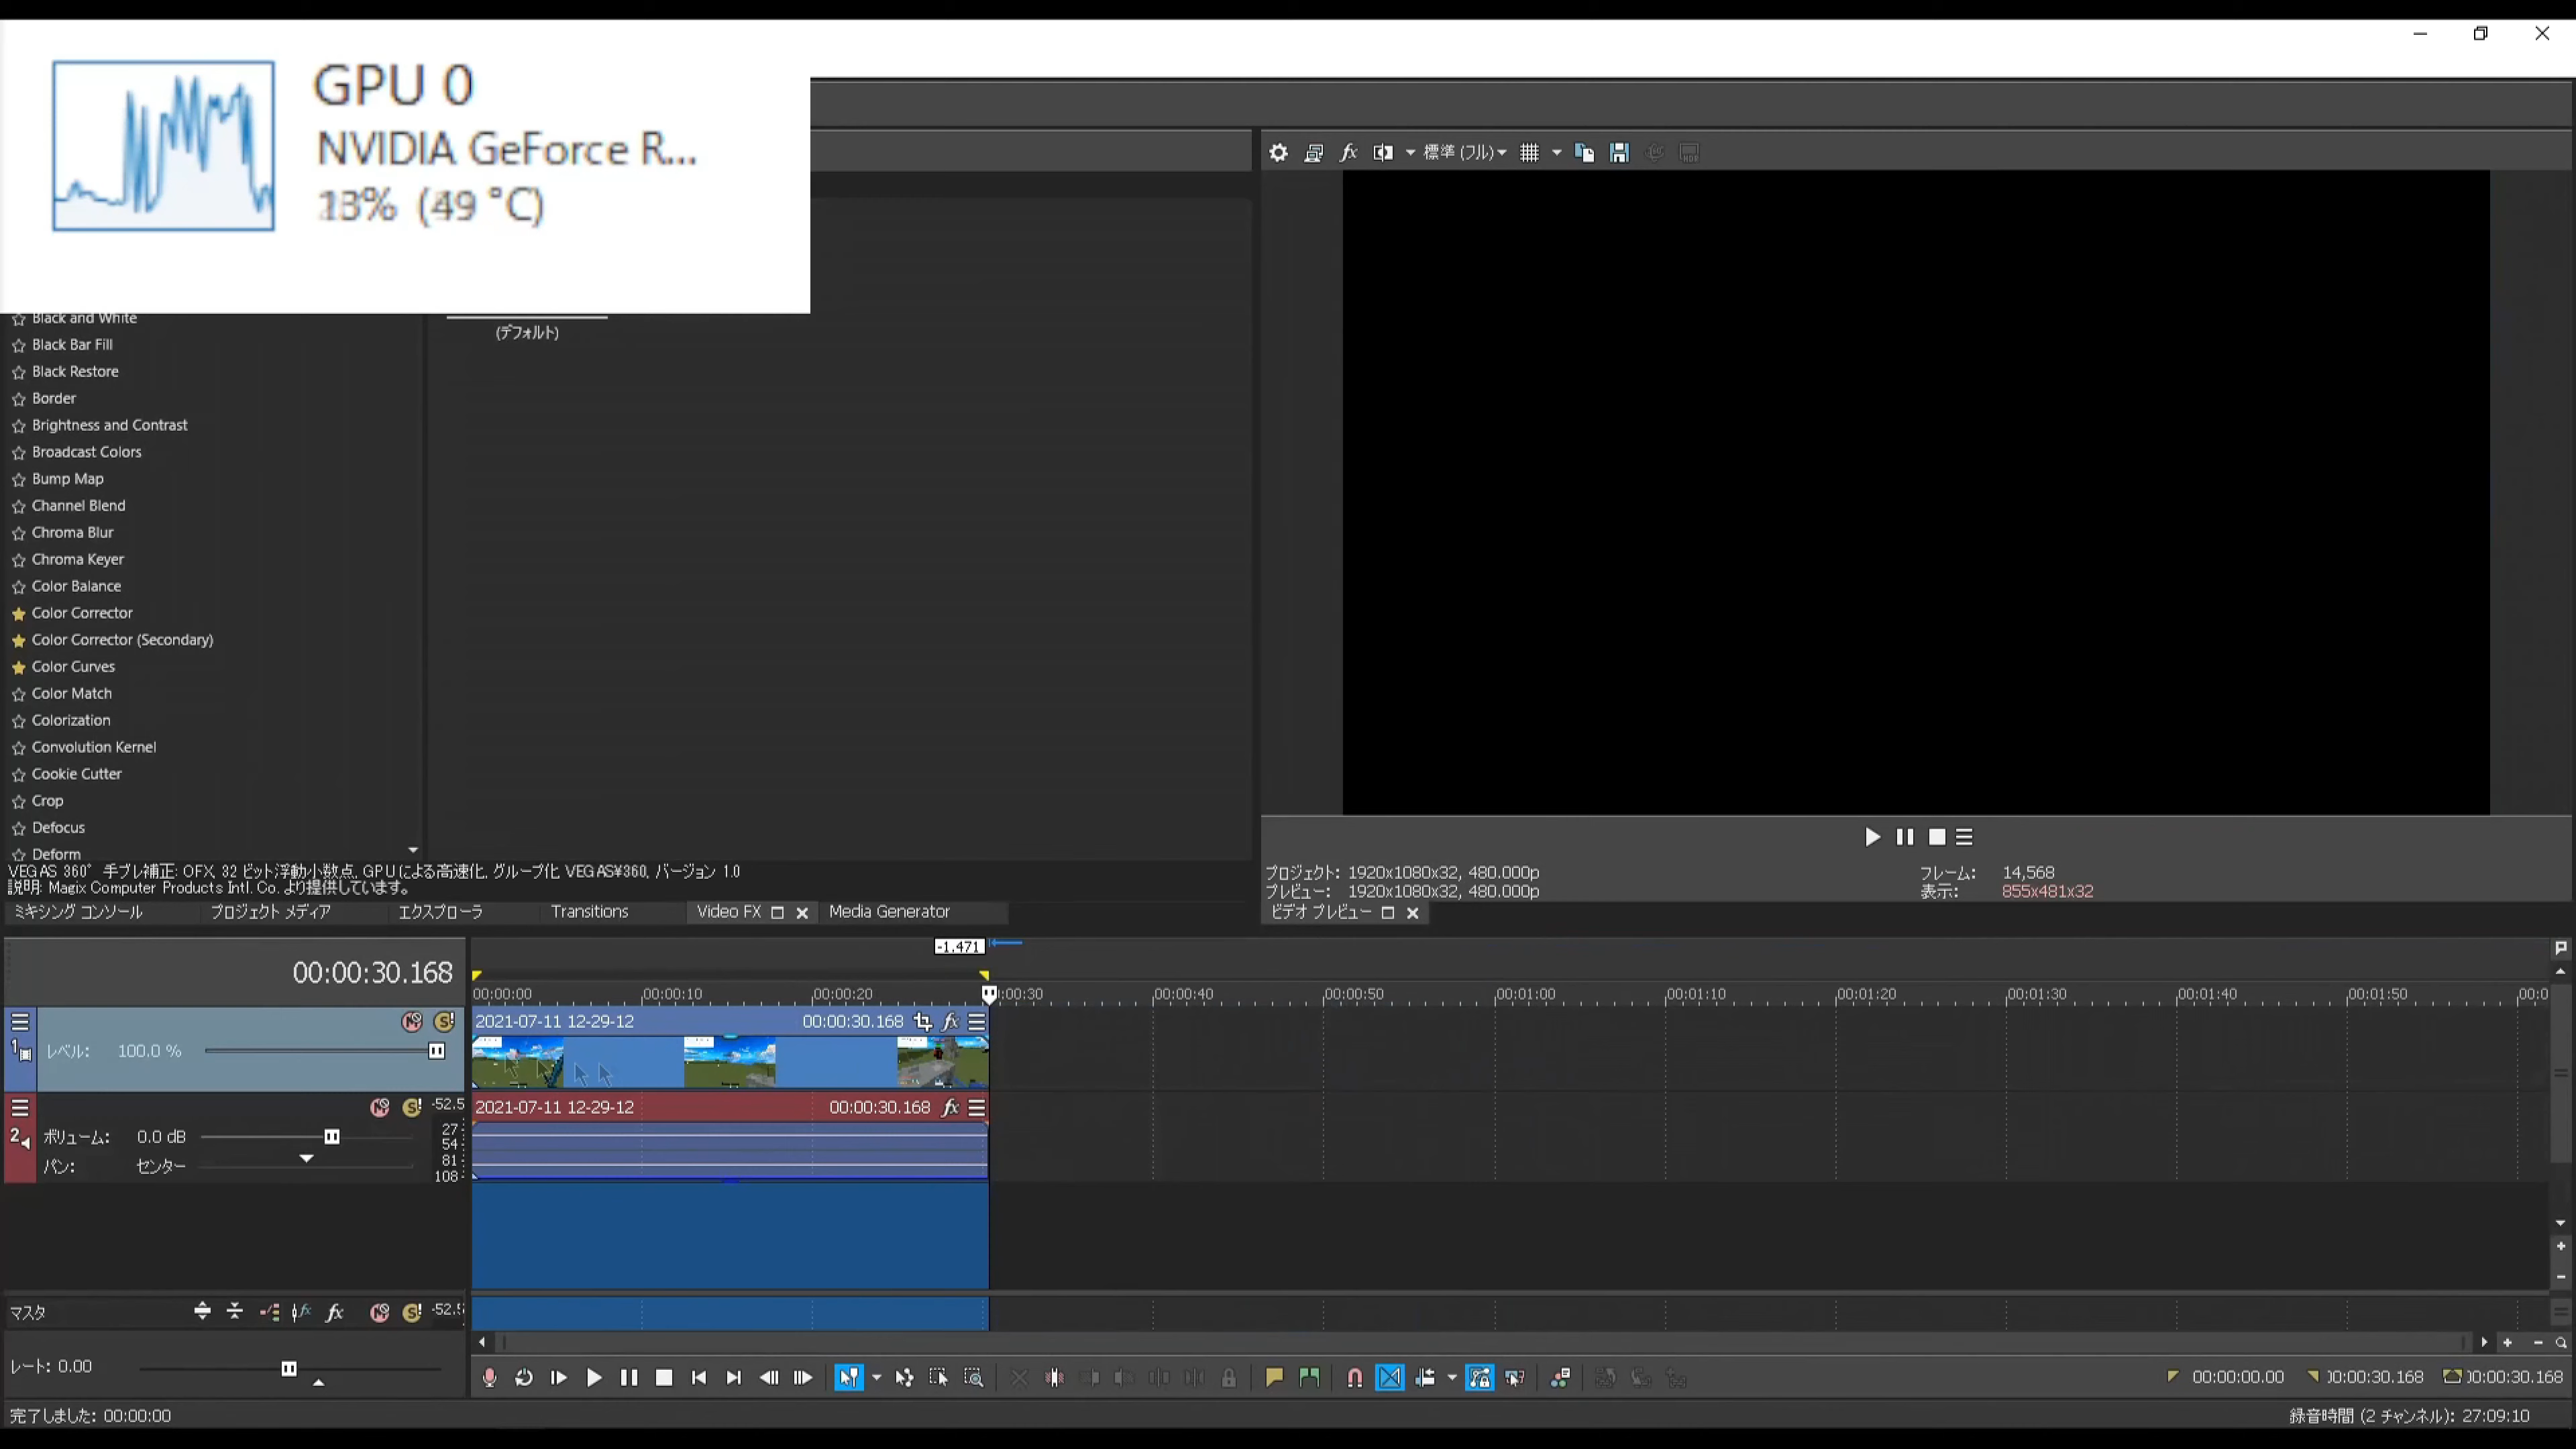 GPU 0
NVIDIA GeForce R...
(49 °C)
標準 (フル)
Black and White
(デフォルト)
Black Bar Fill
Black Restore
Border
Brightness and Contrast
Broadcast Colors
Bump Map
Channel Blend
Chroma Blur
Chroma Keyer
Color Balance
Color Corrector
Color Corrector (Secondary)
Color Curves
Color Match
Colorization
Convolution Kernel
Cookie Cutter
Crop
Defocus
Deform
VEGAS 360° 手ブレ補正: OFX, 32 ビット浮動小数点, GPU による高速化, グループ化 VEGAS¥360, バージョン 1.0
説明: Magix Computer Products Intl. Co. より提供しています。
プロジェクト: 1920x1080x32, 480.000p
フレーム: 14,568
プレビュー: 1920x1080x32, 480.000p
表示: 855x481x32
ミキシング コンソール
プロジェクト メディア
エクスプローラ
Transitions
Video FX
Media Generator
ビデオ プレビュー
-1.471
00:00:30.168
00:00:00 00:00:10 00:00:20 0:00:30 00:00:40 00:00:50 00:01:00 00:01:10 00:01:20 00:01:30 00:01:40 00:01:50 00:0
1
2021-07-11 12-29-12 00:00:30.168
レベル: 100.0 %
-52.5
2021-07-11 12-29-12 00:00:30.168
2
ボリューム: 0.0 dB
パン: センター
27
54
81
108
マスタ
-52.5
レート: 0.00
00:00:00.00
00:00:30.168
00:00:30.168
完了しました: 00:00:00
録音時間 (2 チャンネル): 27:09:10